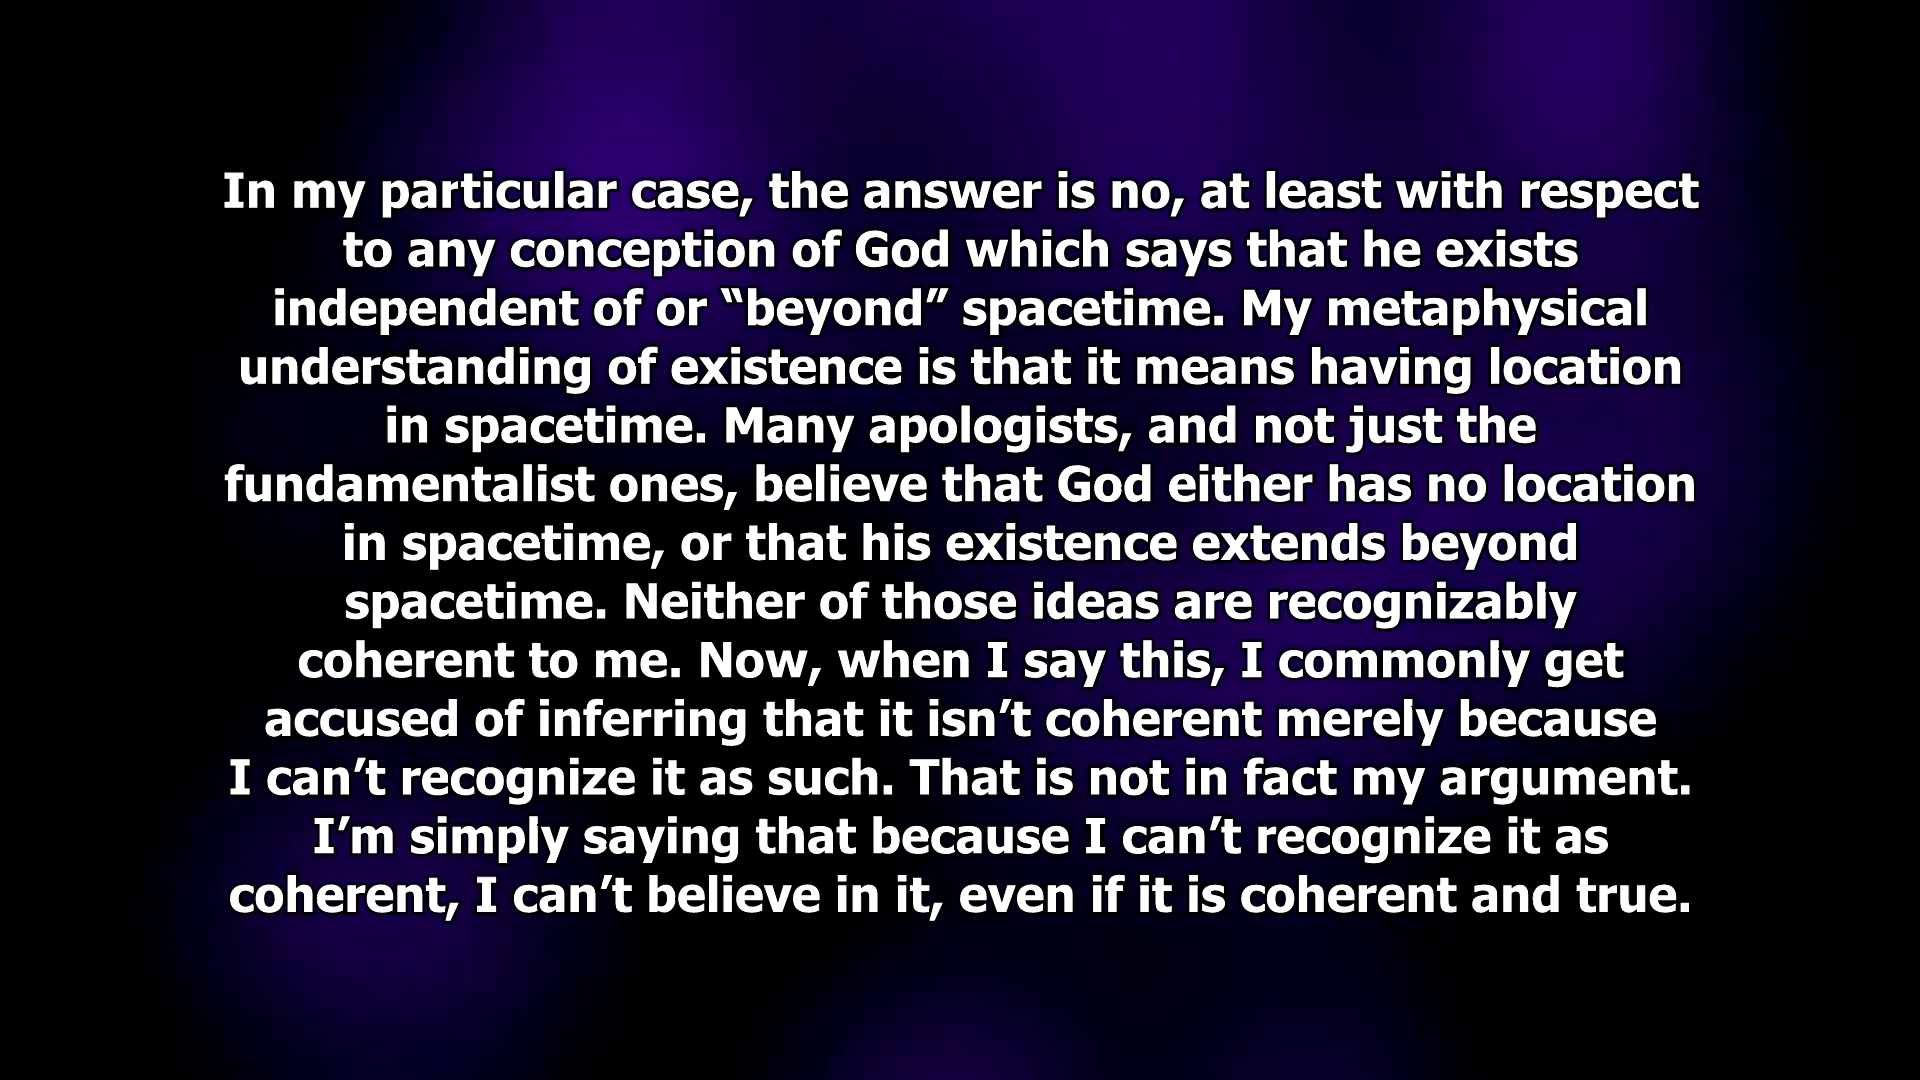 In my particular case, the answer is no, at least with respect
to any conception of God which says that he exists
independent of or “beyond” spacetime. My metaphysical
understanding of existence is that it means having location
in spacetime. Many apologists, and not just the
fundamentalist ones, believe that God either has no location
in spacetime, or that his existence extends beyond
spacetime. Neither of those ideas are recognizably
coherent to me. Now, when I say this, I commonly get
accused of inferring that it isn’t coherent merely because
I can’t recognize it as such. That is not in fact my argument.
I’m simply saying that because I can’t recognize it as
coherent, I can’t believe in it, even if it is coherent and true.